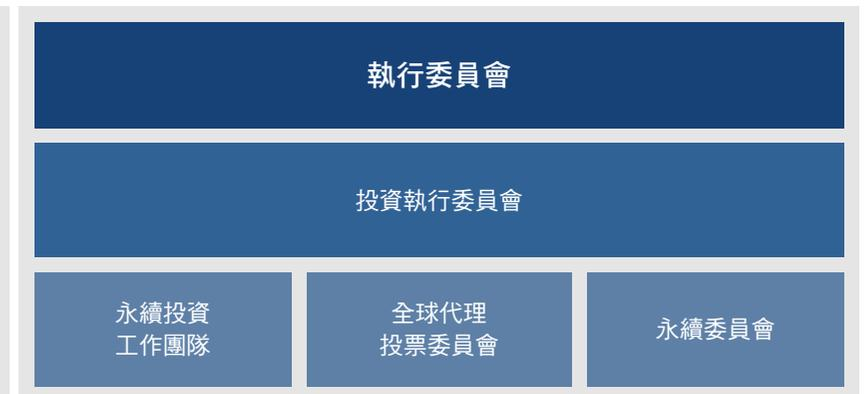 執行委員會
投資執行委員會
永續投資
工作團隊
全球代理
投票委員會
永續委員會